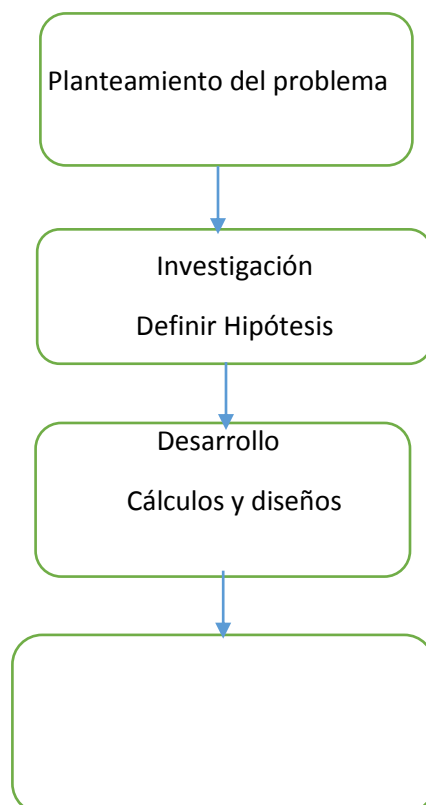 Planteamiento del problema
Investigación
Definir Hipótesis
Desarrollo
Cálculos y diseños